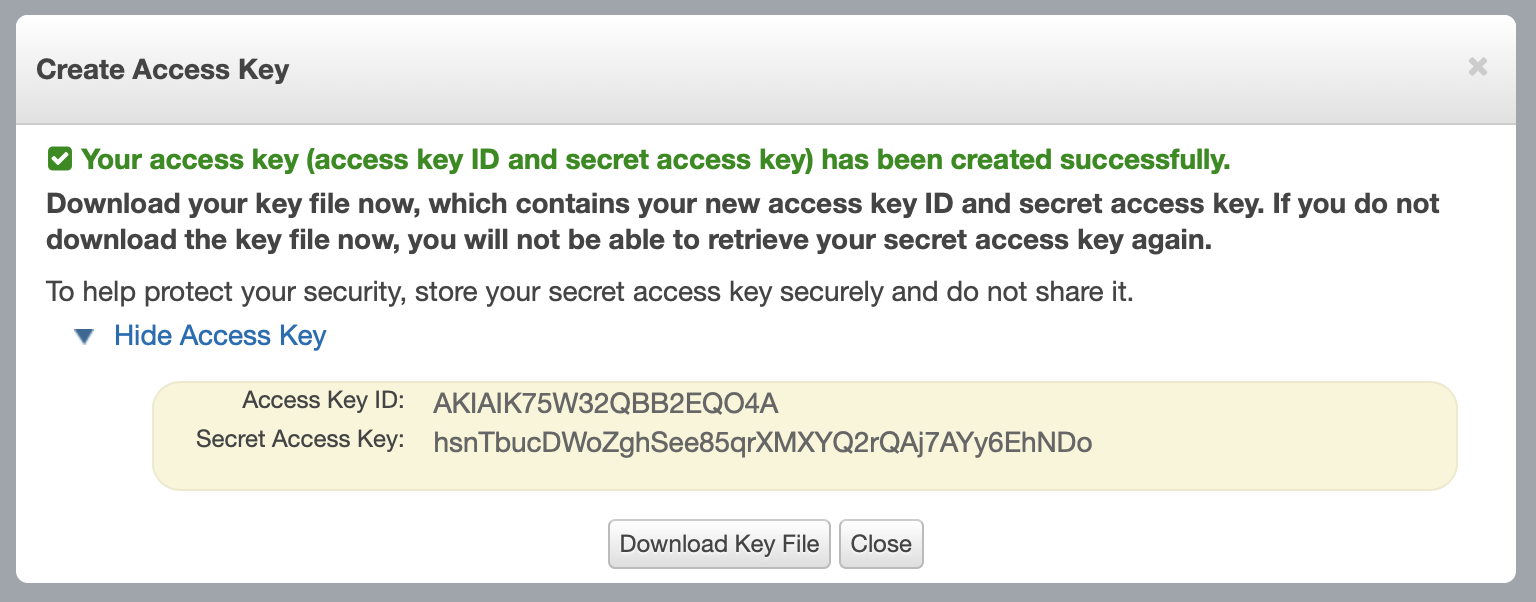 Create Access Key
Your access key (access key ID and secret access key) has been created successfully.
Download your key file now, which contains your new access key ID and secret access key. If you do not
download the key file now, you will not be able to retrieve your secret access key again.
To help protect your security, store your secret access key securely and do not share it.
Hide Access Key
Access Key ID: AKIAIK75W32QBB2EQO4A
Secret Access Key: hsnTbucDWoZghSee85qrXMXYQ2rQAj7AYy6EhNDo
Download Key File Close